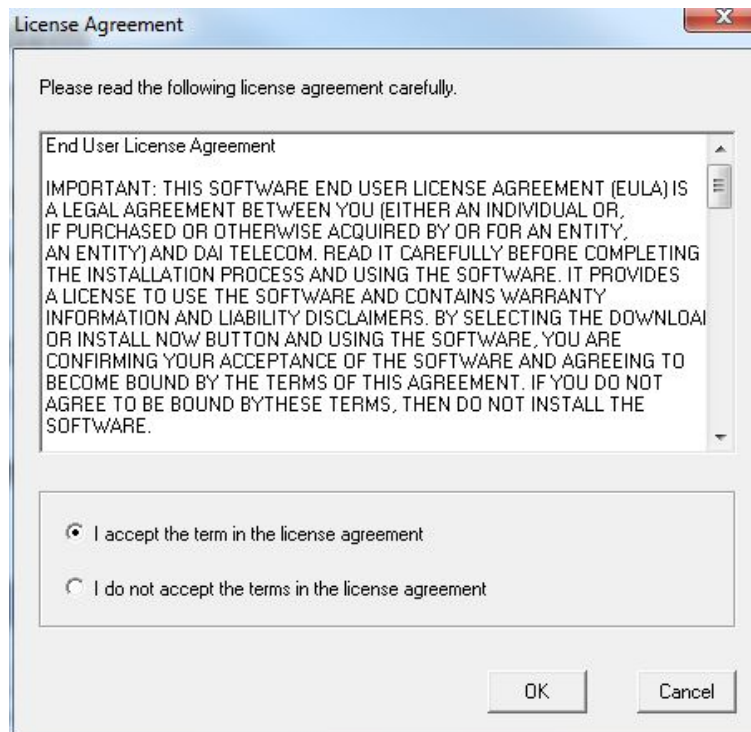 License Agreement
Please read the following license agreement carefully.
End User License Agreement
IMPORTANT: THIS SOFTWARE END USER LICENSE AGREEMENT (EULA) IS
A LEGAL AGREEMENT BETWEEN YOU (EITHER AN INDIVIDUAL OR,
IF PURCHASED OR OTHERWISE ACQUIRED BY OR FOR AN ENTITY,
AN ENTITY) AND DAI TELECOM. READ IT CAREFULLY BEFORE COMPLETING
THE INSTALLATION PROCESS AND USING THE SOFTWARE. IT PROVIDES
A LICENSE TO USE THE SOFTWARE AND CONTAINS WARRANTY
INFORMATION AND LIABILITY DISCLAIMERS. BY SELECTING THE DOWNLOA
OR INSTALL NOW BUTTON AND USING THE SOFTWARE, YOU ARE
CONFIRMING YOUR ACCEPTANCE OF THE SOFTWARE AND AGREEING TO
BECOME BOUND BY THE TERMS OF THIS AGREEMENT. IF YOU DO NOT
AGREE TO BE BOUND BYTHESE TERMS, THEN DO NOT INSTALL THE
SOFTWARE.
I accept the term in the license agreement
I do not accept the terms in the license agreement
OK Cancel